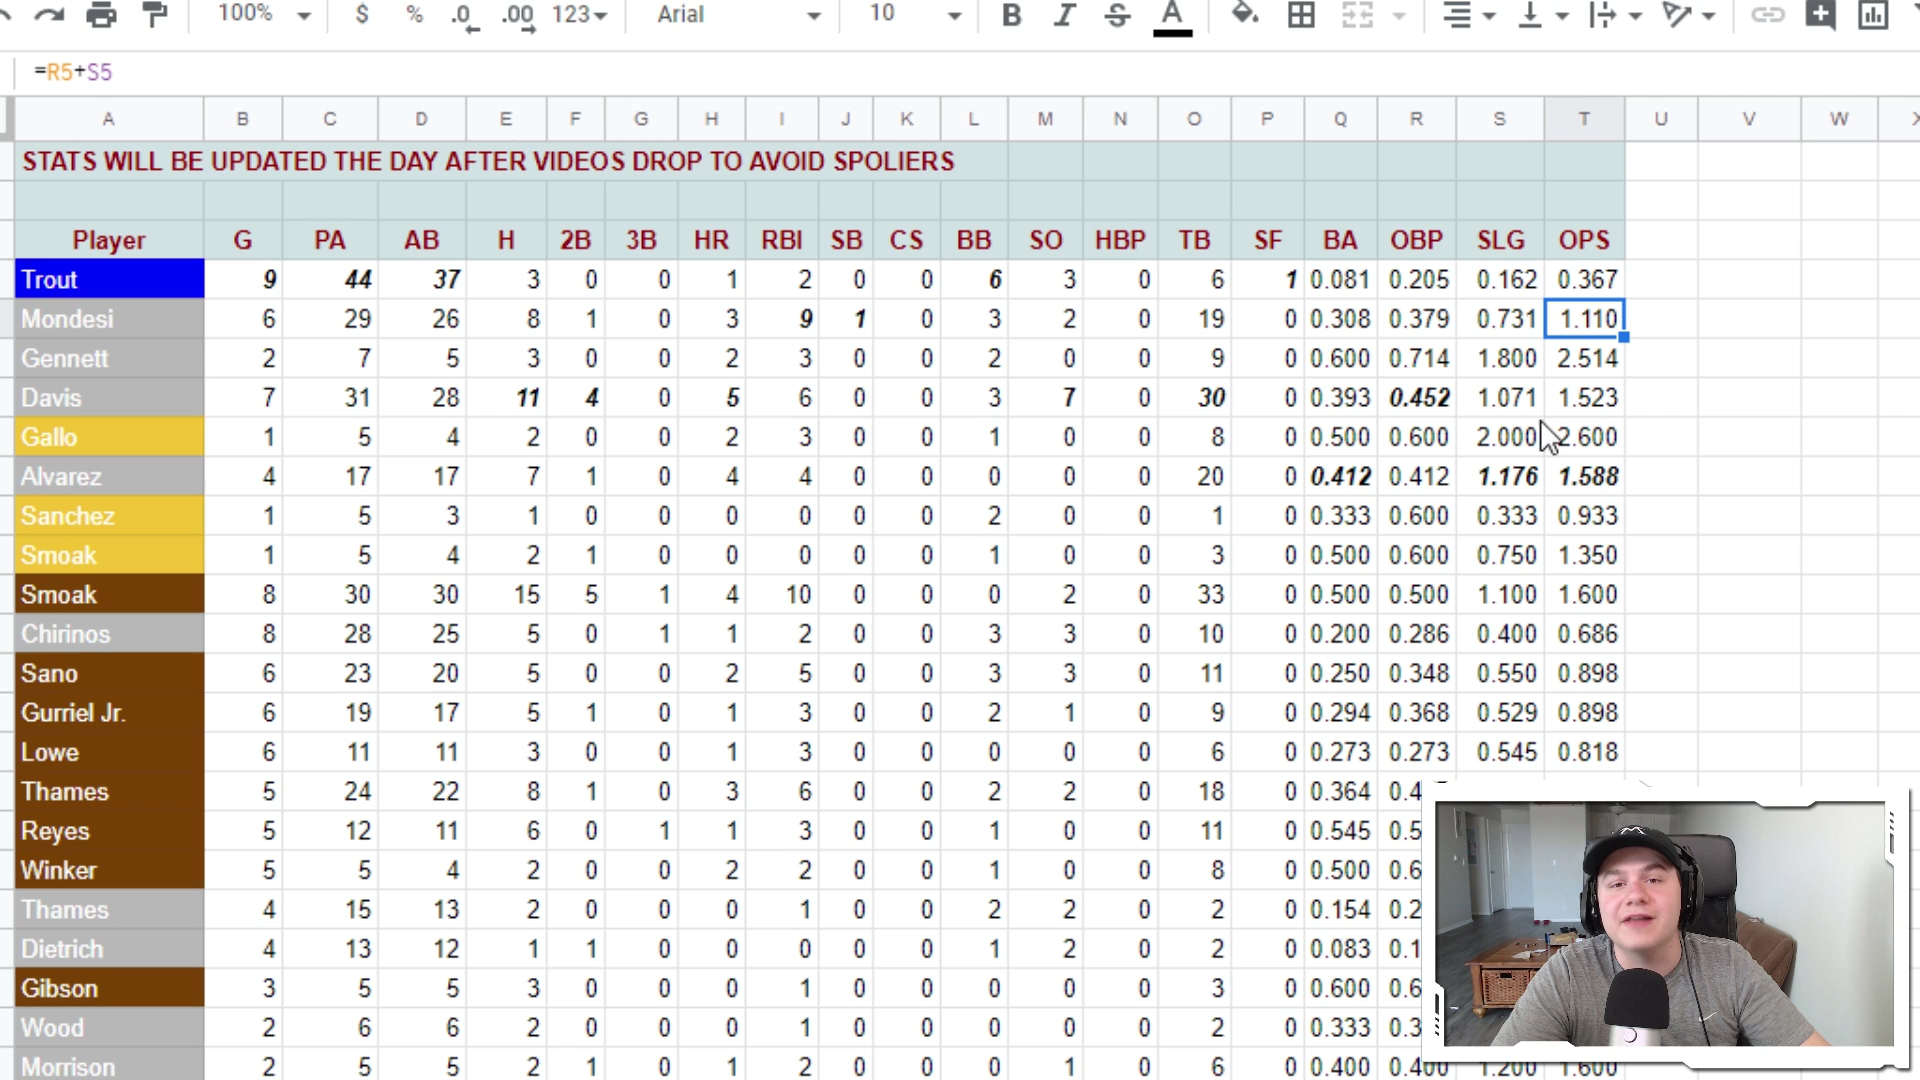 100% $ % .0 .00 123 Arial 10 B I S A
=R5+S5
A B C D E F G H I J K L M N O P Q R S T U V W
STATS WILL BE UPDATED THE DAY AFTER VIDEOS DROP TO AVOID SPOLIERS
Player G PA AB H 2B 3B HR RBI SB CS BB SO HBP TB SF BA OBP SLG OPS
Trout 9 44 37 3 0 0 1 2 0 0 6 3 0 6 1 0.081 0.205 0.162 0.367
Mondesi 6 29 26 8 1 0 3 9 1 0 3 2 0 19 0 0.308 0.379 0.731 1.110
Gennett 2 7 5 3 0 0 2 3 0 0 2 0 0 9 0 0.600 0.714 1.800 2.514
Davis 7 31 28 11 4 0 5 6 0 0 3 7 0 30 0 0.393 0.452 1.071 1.523
Gallo 1 5 4 2 0 0 2 3 0 0 1 0 0 8 0 0.500 0.600 2.000 2.600
Alvarez 4 17 17 7 1 0 4 4 0 0 0 0 0 20 0 0.412 0.412 1.176 1.588
Sanchez 1 5 3 1 0 0 0 0 0 0 2 0 0 1 0 0.333 0.600 0.333 0.933
Smoak 1 5 4 2 1 0 0 0 0 0 1 0 0 3 0 0.500 0.600 0.750 1.350
Smoak 8 30 30 15 5 1 4 10 0 0 0 2 0 33 0 0.500 0.500 1.100 1.600
Chirinos 8 28 25 5 0 1 1 2 0 0 3 3 0 10 0 0.200 0.286 0.400 0.686
Sano 6 23 20 5 0 0 2 5 0 0 3 3 0 11 0 0.250 0.348 0.550 0.898
Gurriel Jr. 6 19 17 5 1 0 1 3 0 0 2 1 0 9 0 0.294 0.368 0.529 0.898
Lowe 6 11 11 3 0 0 1 3 0 0 0 0 0 6 0 0.273 0.273 0.545 0.818
Thames 5 24 22 8 1 0 3 6 0 0 2 2 0 18 0 0.364 0.4
Reyes 5 12 11 6 0 1 1 3 0 0 1 0 0 11 0 0.545 0.5
Winker 5 5 4 2 0 0 2 2 0 0 1 0 0 8 0 0.500 0.6
Thames 4 15 13 2 0 0 0 1 0 0 2 2 0 2 0 0.154 0.2
Dietrich 4 13 12 1 1 0 0 0 0 0 1 2 0 2 0 0.083 0.1
Gibson 3 5 5 3 0 0 0 1 0 0 0 0 0 3 0 0.600 0.6
Wood 2 6 6 2 0 0 0 1 0 0 0 0 0 2 0 0.333 0.3
Morrison 2 5 5 2 1 0 1 2 0 0 0 1 0 6 0 0.400 0.400 1.200 1.600